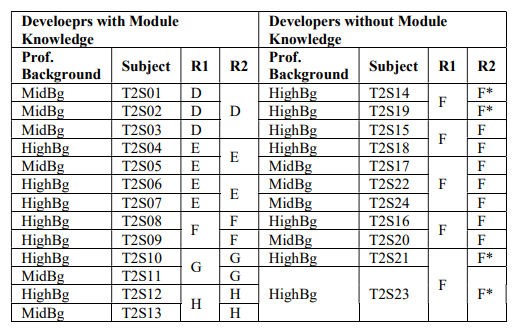 Develoeprs with Module Developers without Module
Knowledge Knowledge
Prof. Background Subject R1 R2 Prof. Background Subject R1 R2
MidBg T2S01 D HighBg T2S14 F F*
MidBg T2S02 D D HighBg T2S19 F*
MidBg T2S03 D HighBg T2S15 F F
HighBg T2S04 E E HighBg T2S18 F
MidBg T2S05 E MidBg T2S17 F
HighBg T2S06 E E MidBg T2S22 F F
HighBg T2S07 E MidBg T2S24 F
HighBg T2S08 F F HighBg T2S16 F F
HighBg T2S09 F MidBg T2S20 F
HighBg T2S10 G G HighBg T2S21 F*
MidBg T2S11 G
HighBg T2S12 H H HighBg T2S23 F F*
MidBg T2S13 H